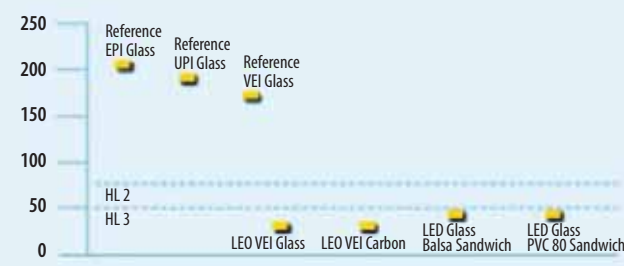 250
200
150
100
50
0
Reference
EPI Glass
Reference
UPI Glass
Reference
VEI Glass
HL 2
HL 3
LEO VEI Glass
LEO VEI Carbon
LED Glass
Balsa Sandwich
LED Glass
PVC 80 Sandwich